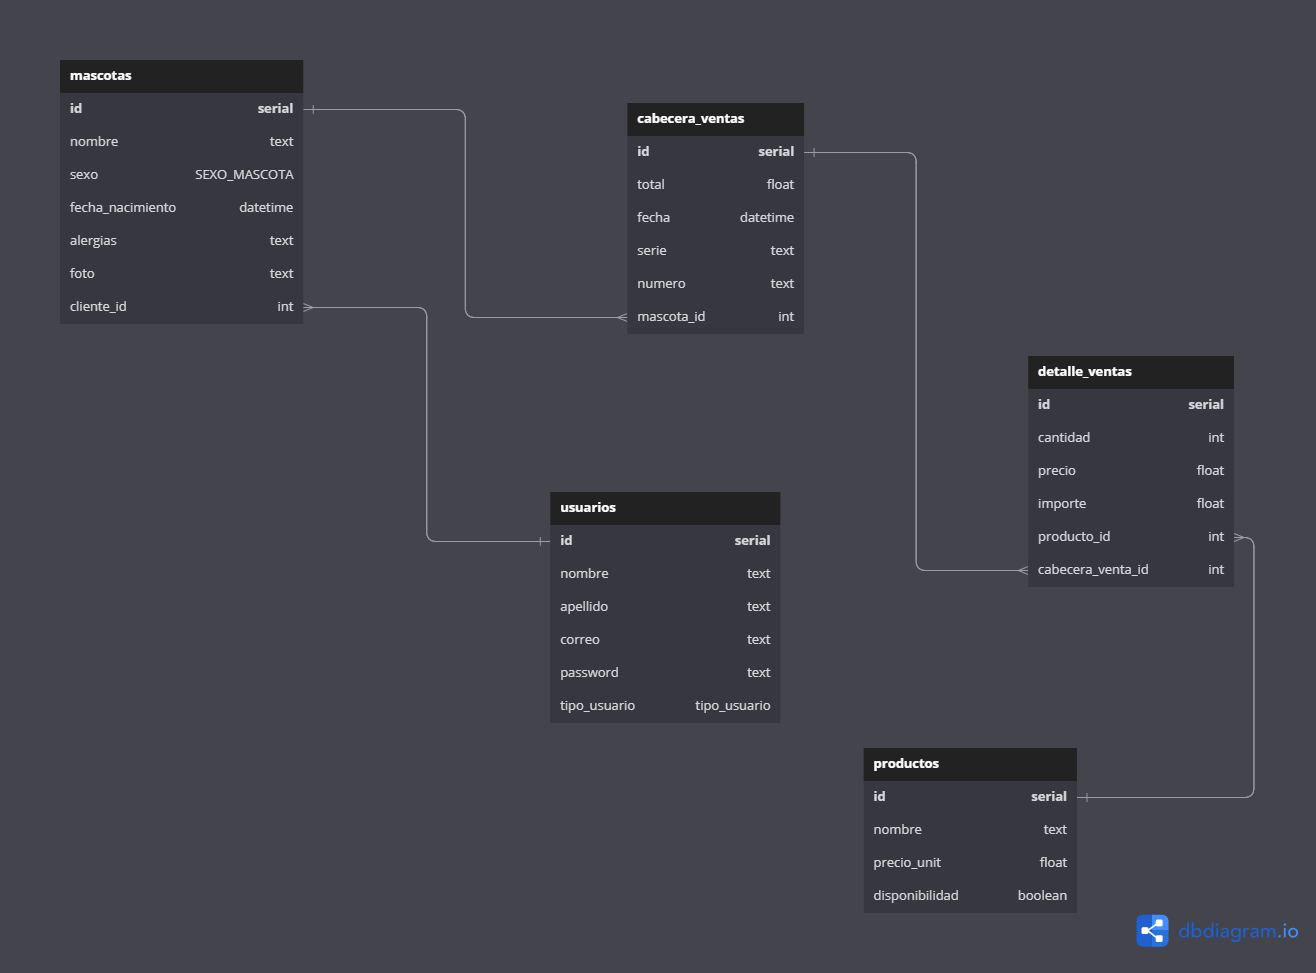 mascotas
id serial
nombre text
sexo SEXO_MASCOTA
fecha_nacimiento datetime
alergias text
foto text
cliente_id int
cabecera_ventas
id serial
total float
fecha datetime
serie text
numero text
mascota_id int
detalle_ventas
id serial
cantidad int
precio float
importe float
producto_id int
cabecera_venta_id int
usuarios
id serial
nombre text
apellido text
correo text
password text
tipo_usuario tipo_usuario
productos
id serial
nombre text
precio_unit float
disponibilidad boolean
dbdiagram.io